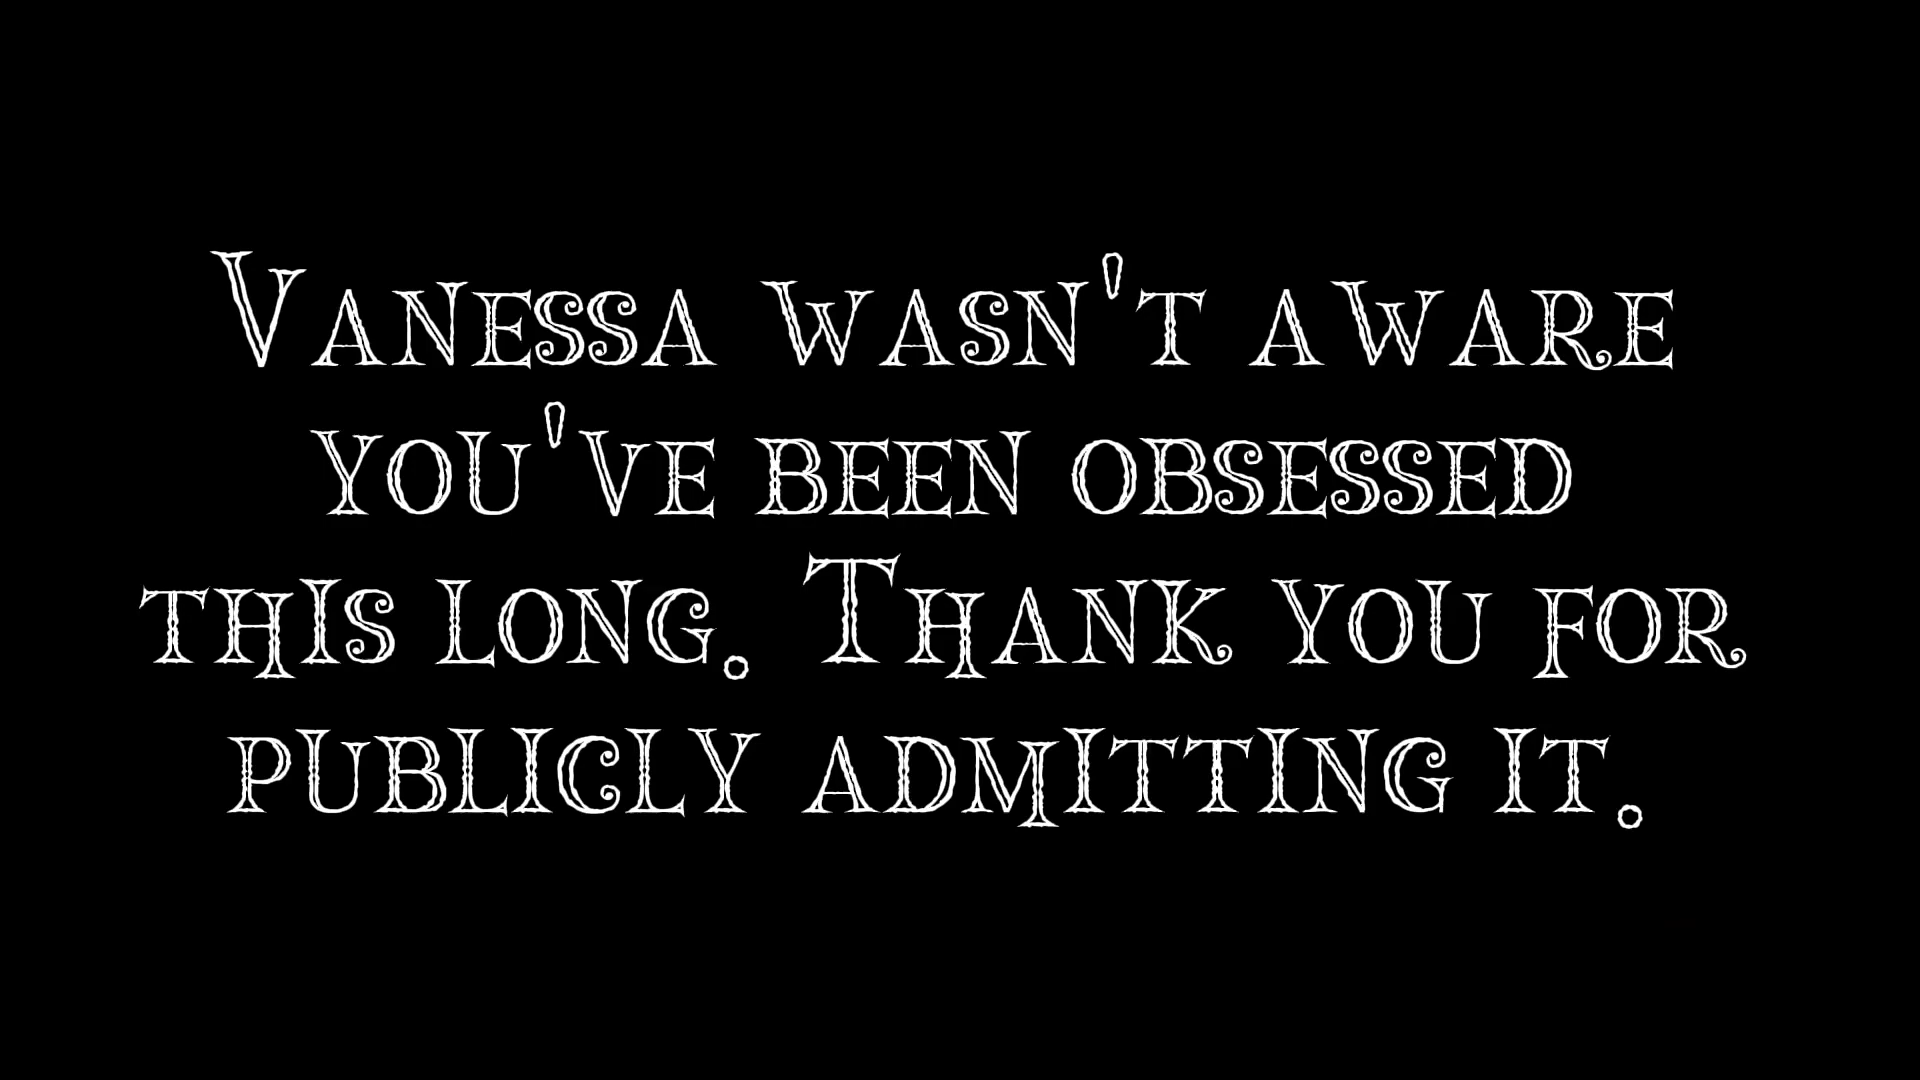 Vanessa wasn't aware
you've been obsessed
this long. Thank you for
publicly admitting it.